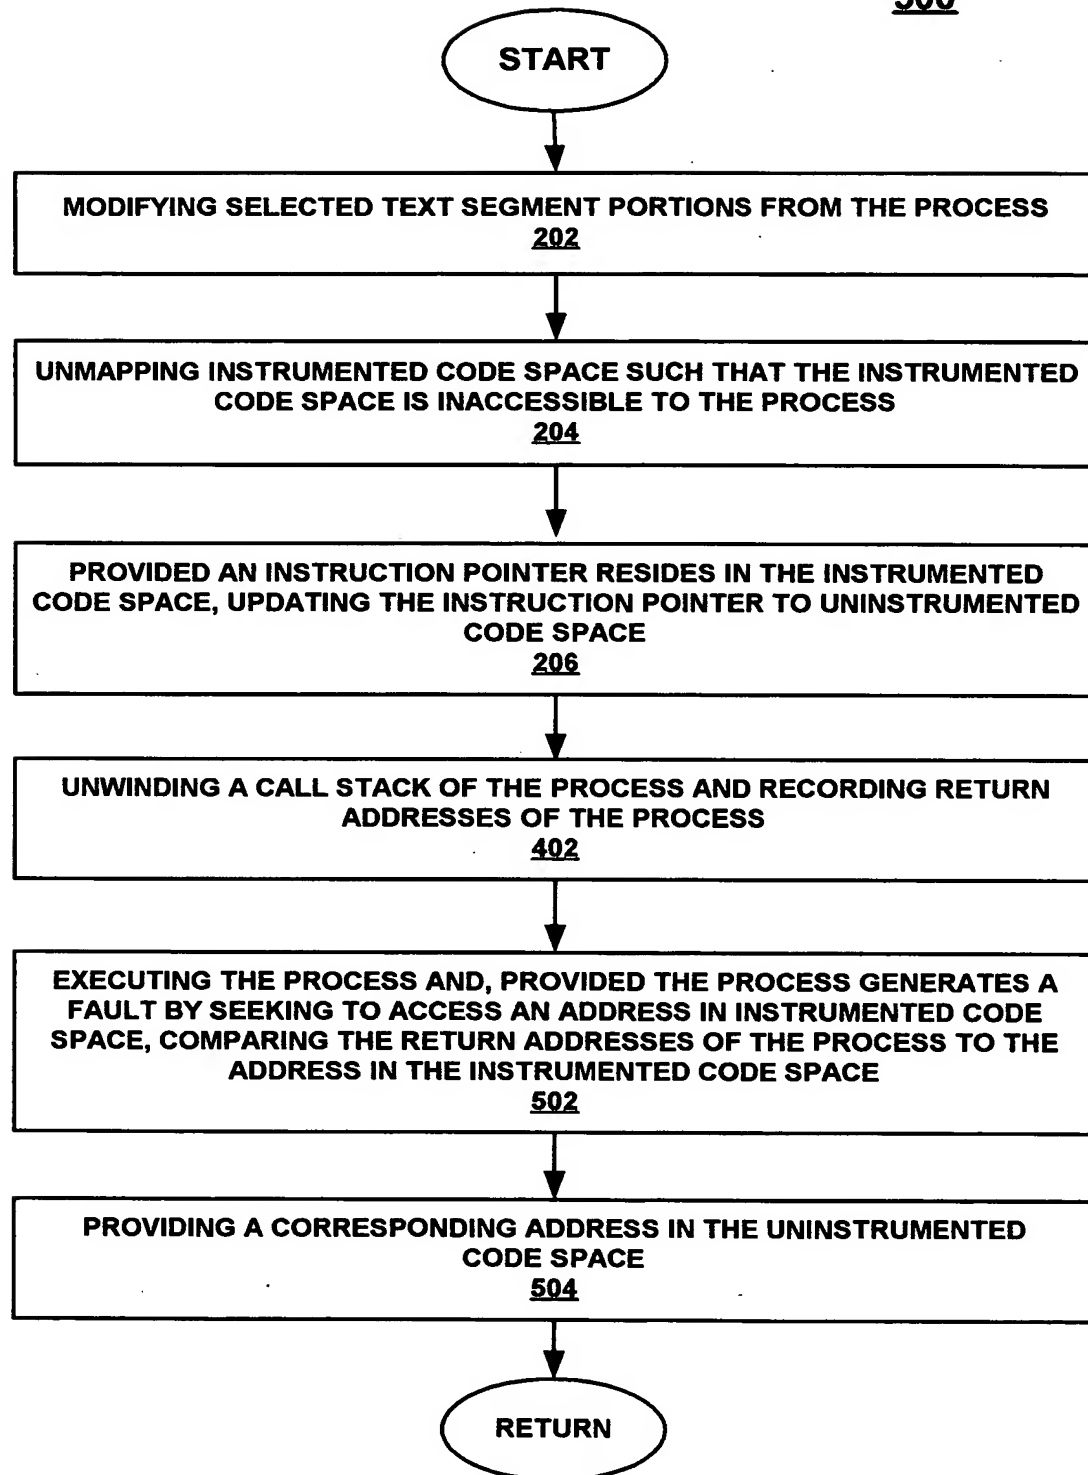 START
MODIFYING SELECTED TEXT SEGMENT PORTIONS FROM THE PROCESS
202
UNMAPPING INSTRUMENTED CODE SPACE SUCH THAT THE INSTRUMENTED
CODE SPACE IS INACCESSIBLE TO THE PROCESS
204
PROVIDED AN INSTRUCTION POINTER RESIDES IN THE INSTRUMENTED
CODE SPACE, UPDATING THE INSTRUCTION POINTER TO UNINSTRUMENTED
CODE SPACE
206
UNWINDING A CALL STACK OF THE PROCESS AND RECORDING RETURN
ADDRESSES OF THE PROCESS
402
EXECUTING THE PROCESS AND, PROVIDED THE PROCESS GENERATES A
FAULT BY SEEKING TO ACCESS AN ADDRESS IN INSTRUMENTED CODE
SPACE, COMPARING THE RETURN ADDRESSES OF THE PROCESS TO THE
ADDRESS IN THE INSTRUMENTED CODE SPACE
502
PROVIDING A CORRESPONDING ADDRESS IN THE UNINSTRUMENTED
CODE SPACE
504
RETURN